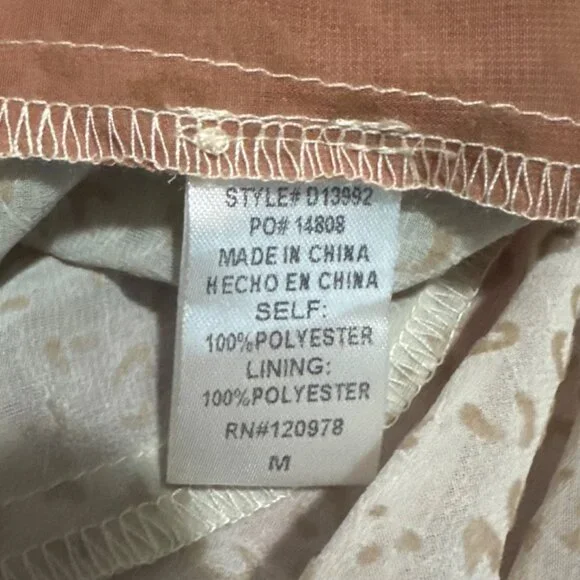 STYLE# D13992
PO# 14808
MADE IN CHINA
HECHO EN CHINA
SELF:
100%POLYESTER
LINING:
100%POLYESTER
RN#120978
M